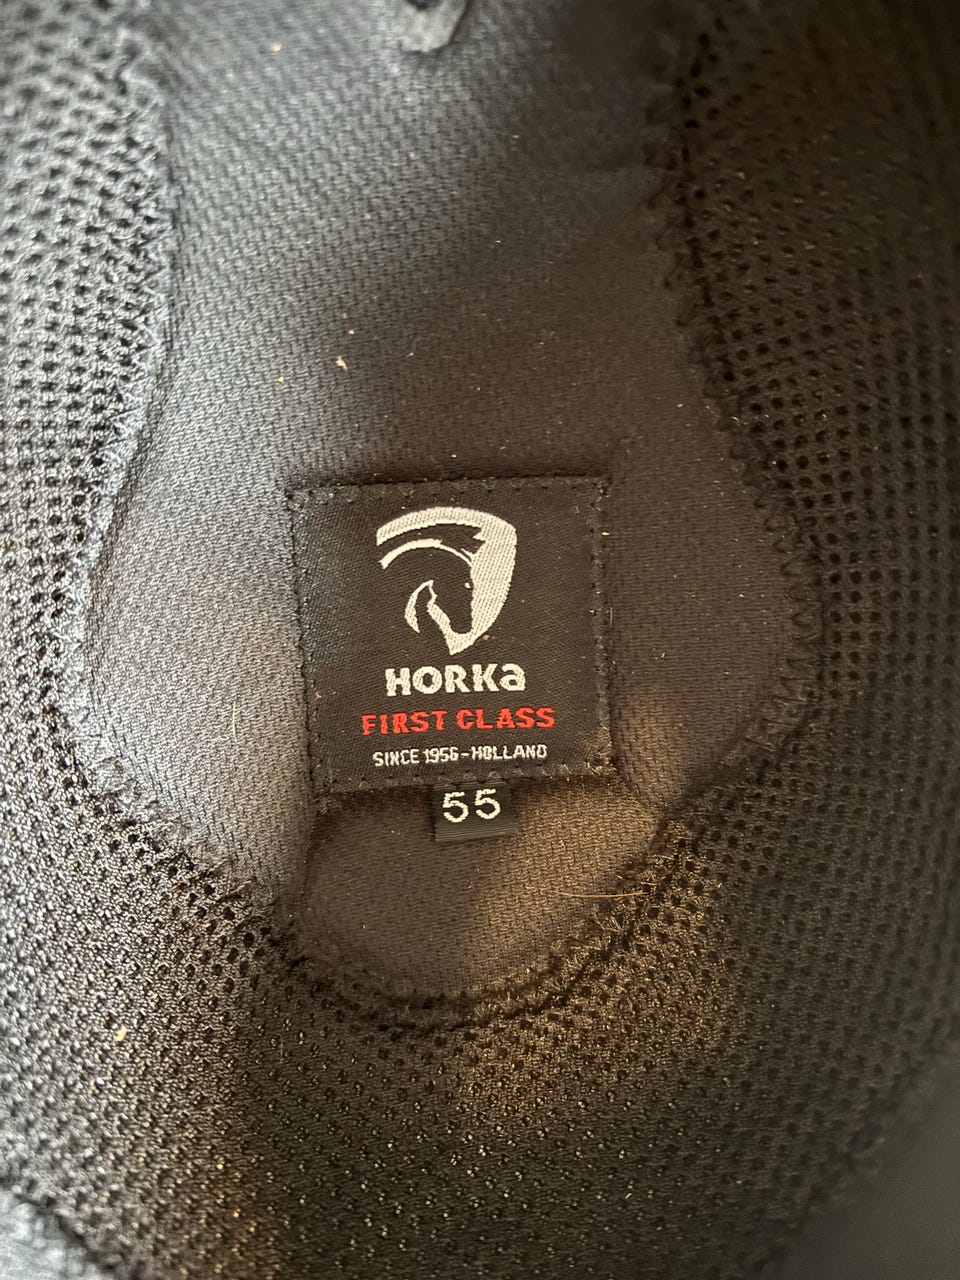 HORKa
FIRST CLASS
SINCE 1956-HOLLAND
55